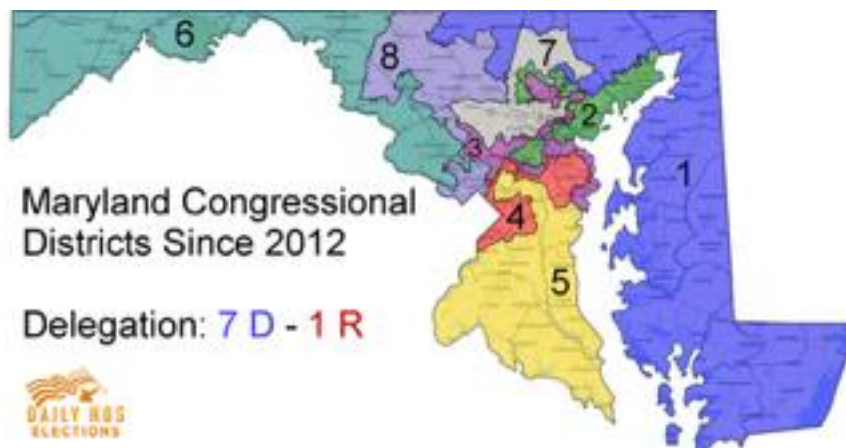 6
8
7
2
3
1
4
5
Maryland Congressional
Districts Since 2012
Delegation: 7 D - 1 R
DAILY KOS
ELECTIONS